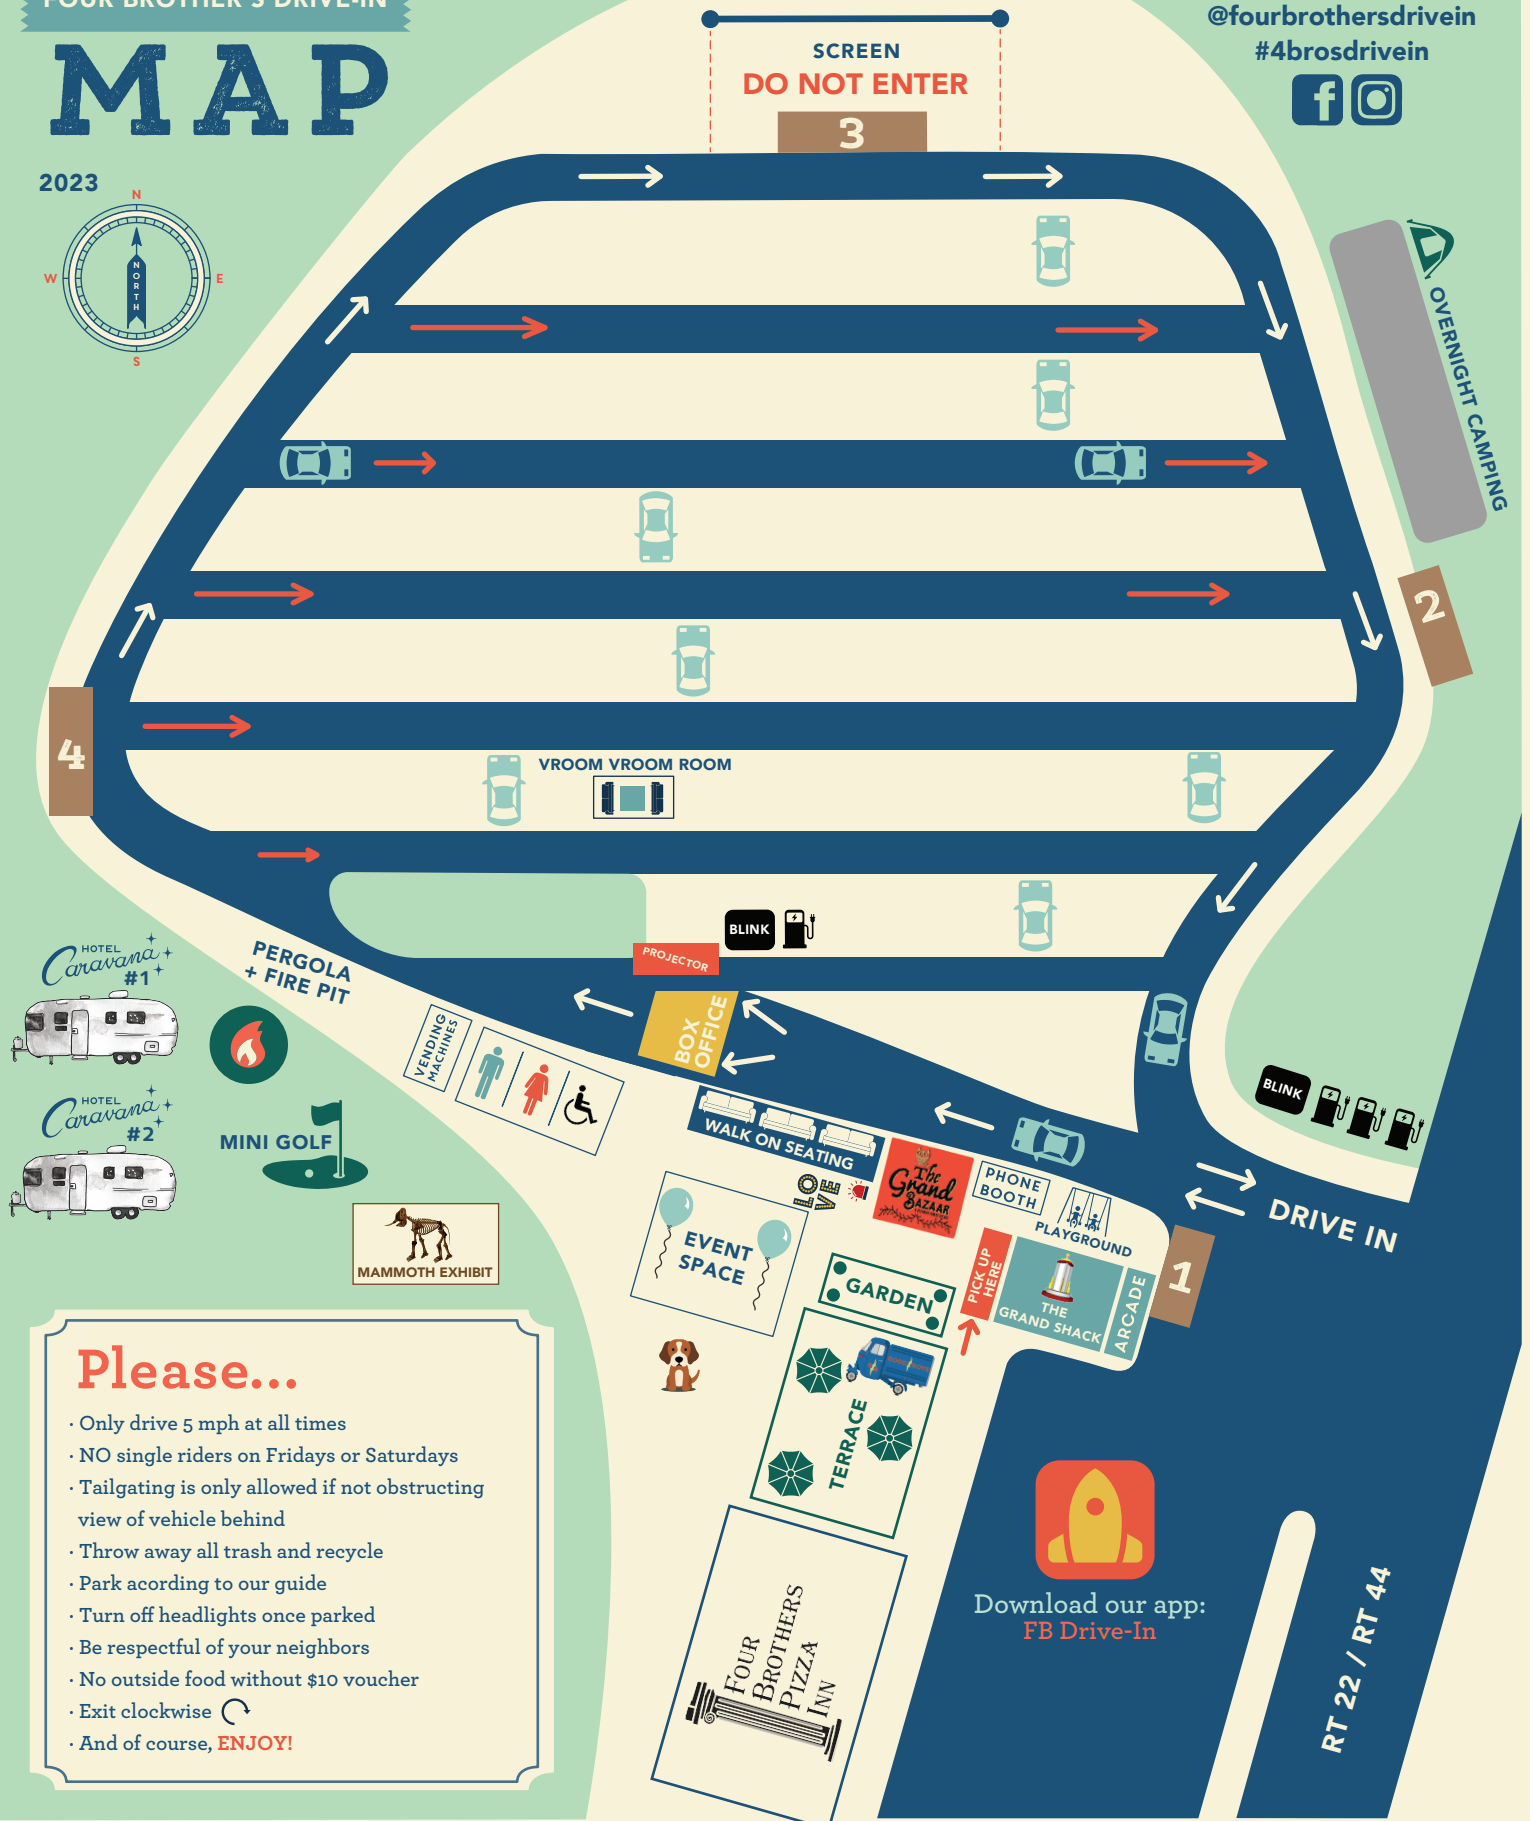 FOUR BROTHER'S DRIVE-IN
MAP
2023
N
W
E
S
NORTH
@fourbrothersdrivein
#4brosdrivein
SCREEN
DO NOT ENTER
3
OVERNIGHT CAMPING
2
4
VROOM VROOM ROOM
BLINK
PROJECTOR
BOX
OFFICE
PERGOLA
+ FIRE PIT
HOTEL
Caravana
#1
HOTEL
Caravana
#2
VENDING
MACHINES
MINI GOLF
MAMMOTH EXHIBIT
WALK ON SEATING
LO
VE
The
Grand
BAZAAR
PHONE
BOOTH
PLAYGROUND
BLINK
DRIVE IN
1
EVENT
SPACE
GARDEN
PICK UP
HERE
THE
GRAND SHACK
ARCADE
TERRACE
FOUR
BROTHERS
PIZZA
INN
Download our app:
FB Drive-In
RT 22 / RT 44
Please...
· Only drive 5 mph at all times
· NO single riders on Fridays or Saturdays
· Tailgating is only allowed if not obstructing
view of vehicle behind
· Throw away all trash and recycle
· Park acording to our guide
· Turn off headlights once parked
· Be respectful of your neighbors
· No outside food without $10 voucher
· Exit clockwise
· And of course, ENJOY!